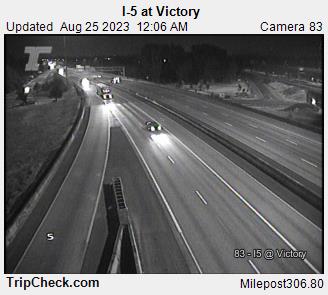 I-5 at Victory
Updated Aug 25 2023 12:06 AM Camera 83
S
83 - I5 @ Victory
TripCheck.com Milepost306.80